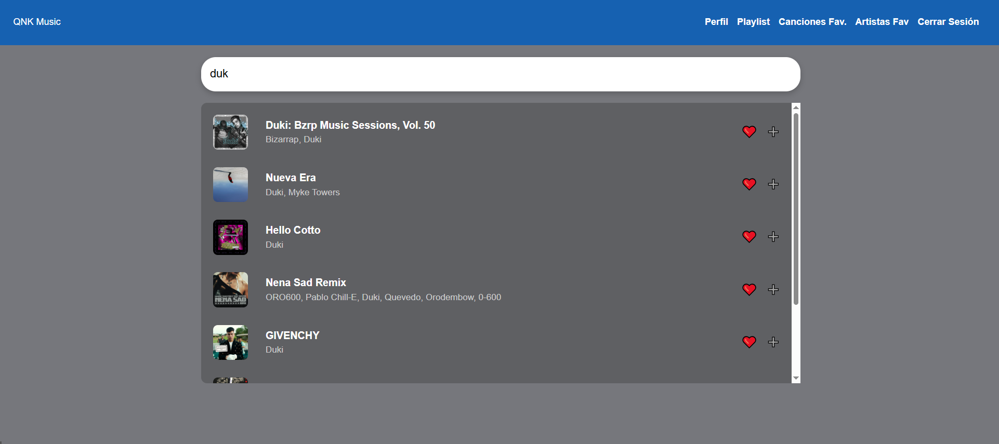 QNK Music
Perfil Playlist Canciones Fav. Artistas Fav Cerrar Sesión
duk
Duki: Bzrp Music Sessions, Vol. 50
Bizarrap, Duki
Nueva Era
Duki, Myke Towers
Hello Cotto
Duki
NENA SAD
Nena Sad Remix
ORO600, Pablo Chill-E, Duki, Quevedo, Orodembow, 0-600
GIVENCHY
Duki